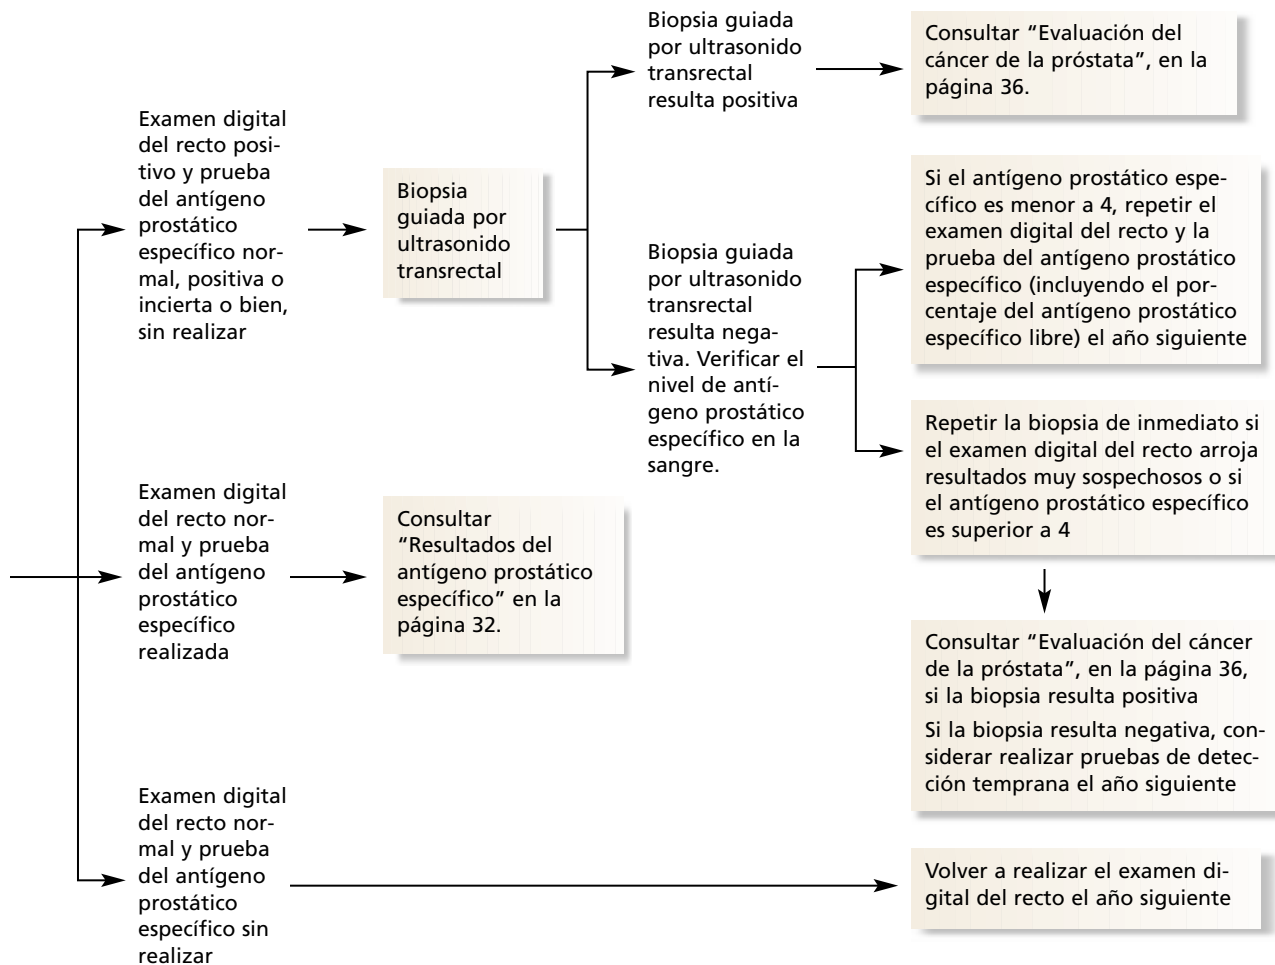 Examen digital
del recto posi-
tivo y prueba
del antígeno
prostático
específico nor-
mal, positiva o
incierta o bien,
sin realizar
Biopsia
guiada por
ultrasonido
transrectal
Biopsia guiada
por ultrasonido
transrectal
resulta positiva
Consultar “Evaluación del
cáncer de la próstata”, en la
página 36.
Biopsia guiada
por ultrasonido
transrectal
resulta nega-
tiva. Verificar el
nivel de antí-
geno prostático
específico en la
sangre.
Si el antígeno prostático espe-
cífico es menor a 4, repetir el
examen digital del recto y la
prueba del antígeno prostático
específico (incluyendo el por-
centaje del antígeno prostático
específico libre) el año siguiente
Repetir la biopsia de inmediato si
el examen digital del recto arroja
resultados muy sospechosos o si
el antígeno prostático específico
es superior a 4
Consultar “Evaluación del cáncer
de la próstata”, en la página 36,
si la biopsia resulta positiva
Si la biopsia resulta negativa, con-
siderar realizar pruebas de detec-
ción temprana el año siguiente
Examen digital
del recto nor-
mal y prueba
del antígeno
prostático
específico
realizada
Consultar
“Resultados del
antígeno prostático
específico” en la
página 32.
Examen digital
del recto nor-
mal y prueba
del antígeno
prostático
específico sin
realizar
Volver a realizar el examen di-
gital del recto el año siguiente